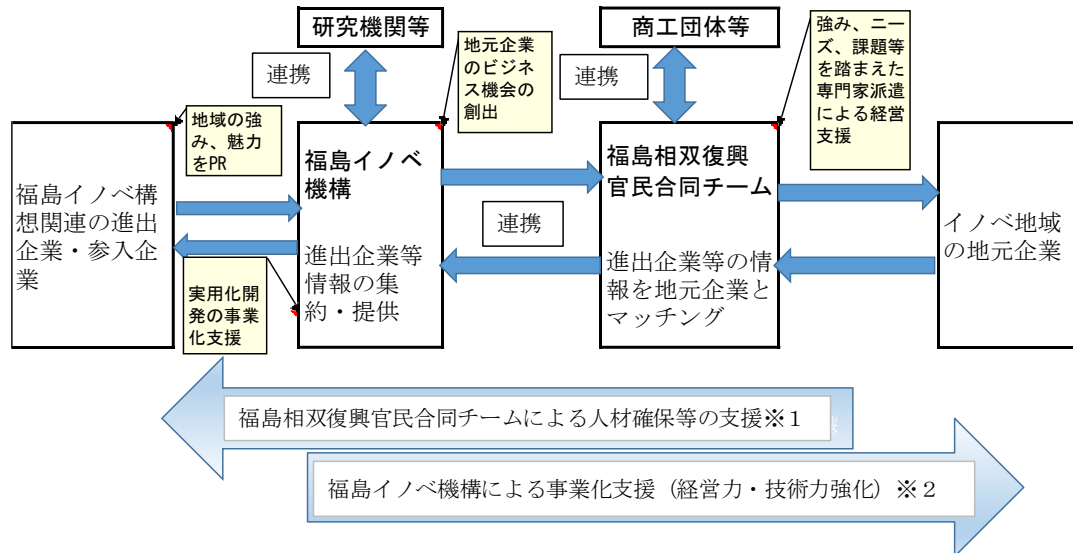 研究機関等
商工団体等
連携
地元企業
のビジネ
ス機会の
創出
連携
強み、ニー
ズ、課題等
を踏まえた
専門家派遣
による経営
支援
地域の強
み、魅力
をPR
福島イノベ構
想関連の進出
企業・参入企
業
福島イノベ
機構
進出企業等
情報の集
約・提供
連携
福島相双復興
官民合同チーム
進出企業等の情
報を地元企業と
マッチング
イノベ地域
の地元企業
実用化開
発の事業
化支援
福島相双復興官民合同チームによる人材確保等の支援※１
福島イノベ機構による事業化支援（経営力・技術力強化）※２